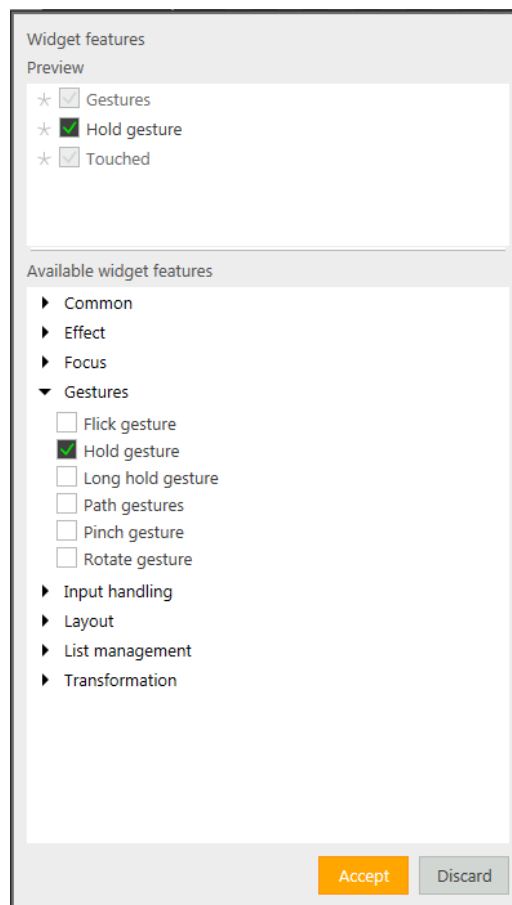 Widget features
Preview
Gestures
Hold gesture
Touched
Available widget features
Common
Effect
Focus
Gestures
Flick gesture
Hold gesture
Long hold gesture
Path gestures
Pinch gesture
Rotate gesture
Input handling
Layout
List management
Transformation
Accept Discard